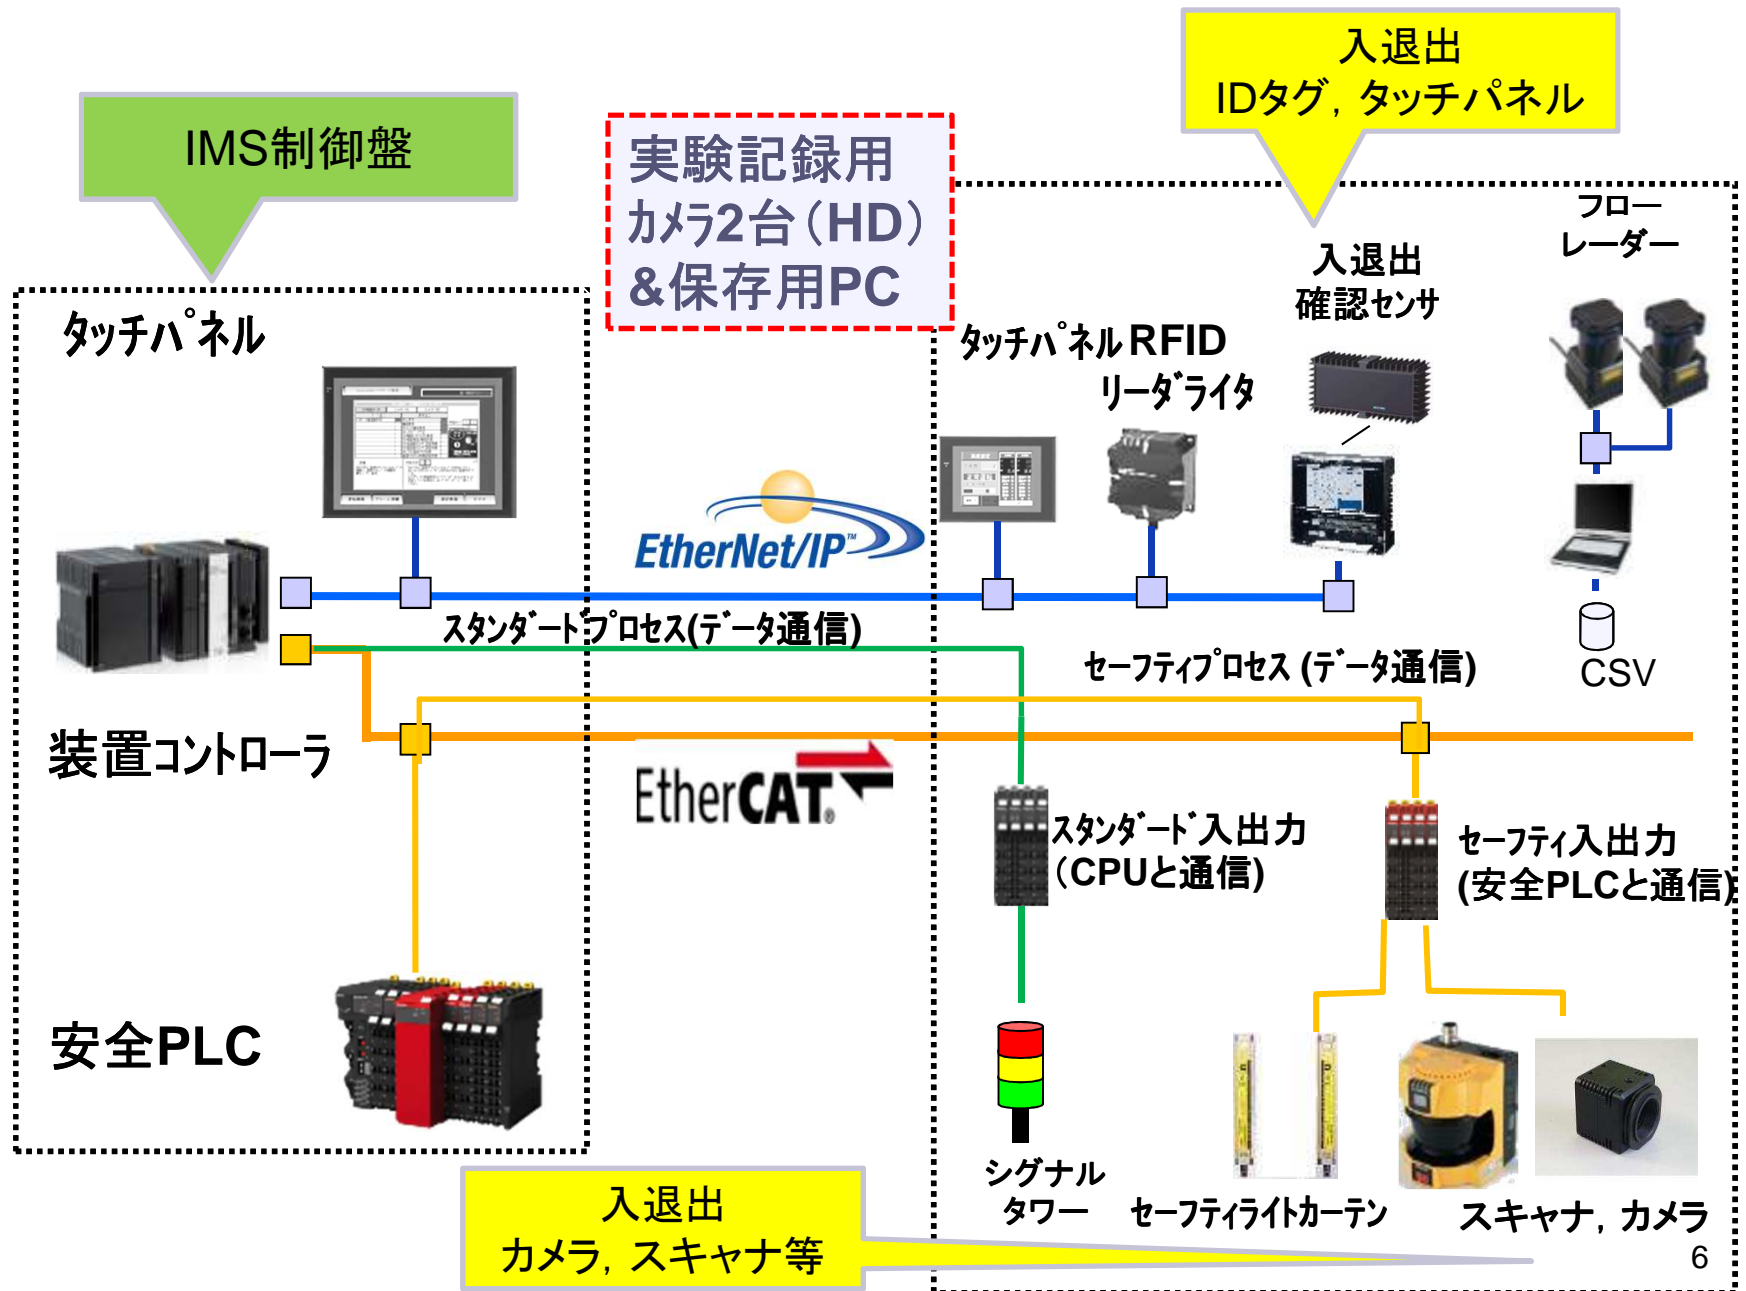 入退出
IDタグ，タッチパネル
IMS制御盤
実験記録用
ｶﾒﾗ2台（HD）
&保存用PC
フロー
レーダー
入退出
確認ｾﾝｻ
ﾀｯﾁﾊﾟﾈﾙ
ﾀｯﾁﾊﾟﾈﾙ RFID
ﾘｰﾀﾞﾗｲﾀ
EtherNet/IP™
ｽﾀﾝﾀﾞｰﾄﾞﾌﾟﾛｾｽ(ﾃﾞｰﾀ通信)
ｾｰﾌﾃｨﾌﾟﾛｾｽ (ﾃﾞｰﾀ通信)
CSV
装置ｺﾝﾄﾛｰﾗ
EtherCAT®
ｽﾀﾝﾀﾞｰﾄﾞ入出力
（CPUと通信)
ｾｰﾌﾃｨ入出力
(安全PLCと通信)
安全PLC
シグナル
タワー
ｾｰﾌﾃｨﾗｲﾄｶｰﾃﾝ
スキャナ，カメラ
入退出
カメラ，スキャナ等
6